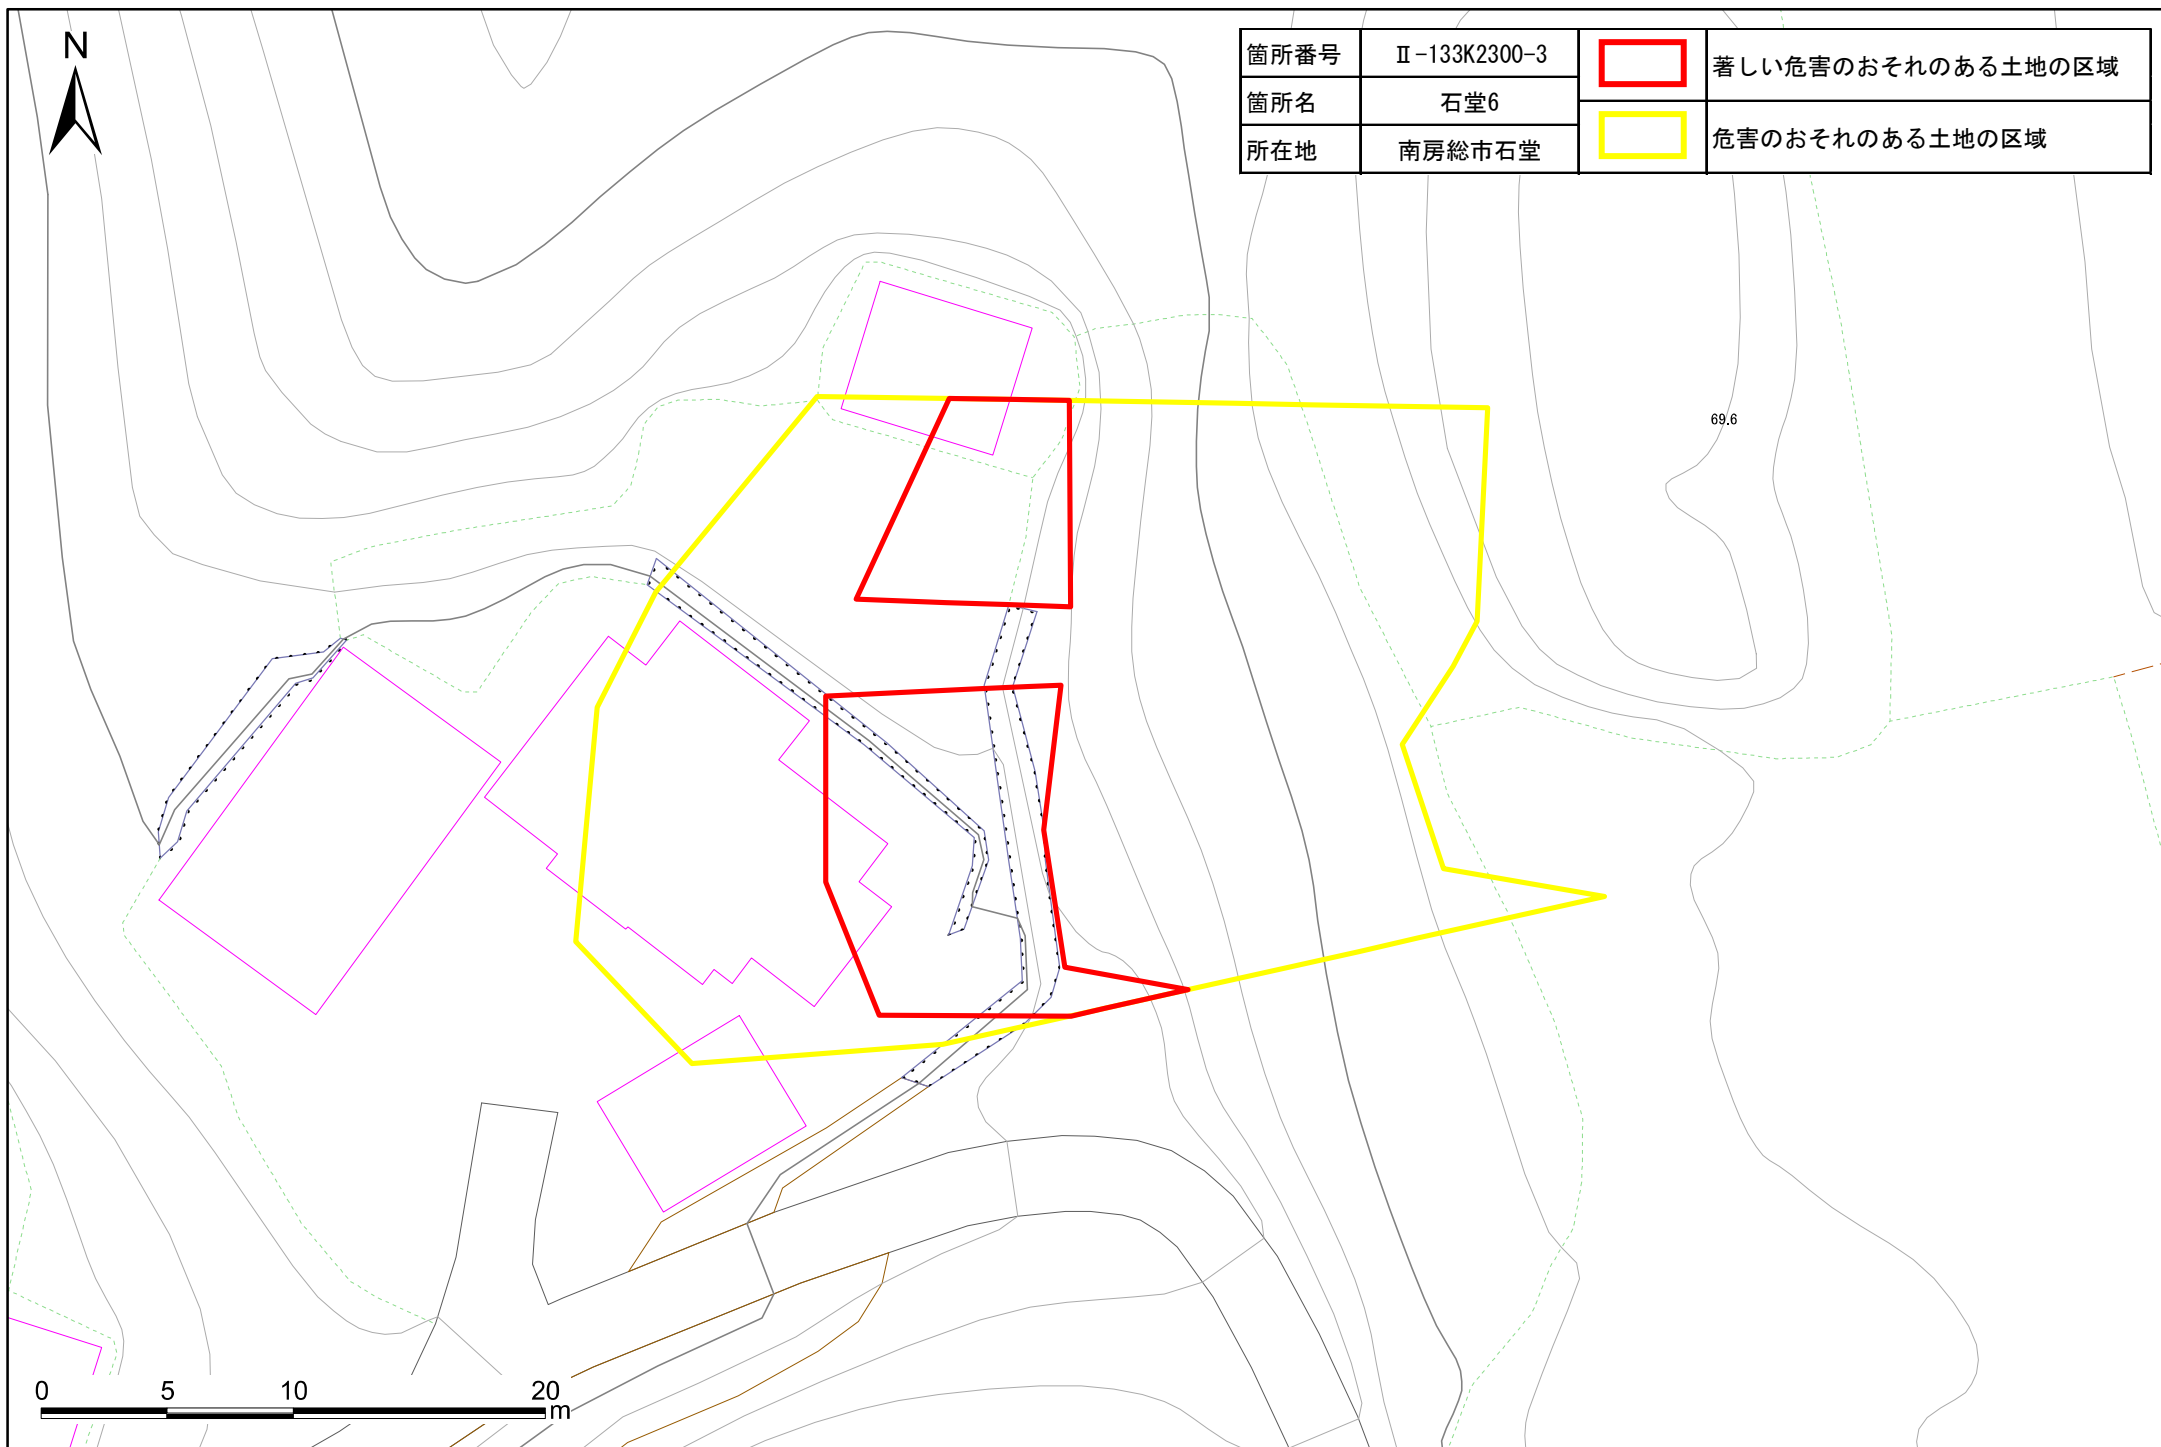 N
箇所番号 Ⅱ-133K2300-3
箇所名 石堂6
所在地 南房総市石堂
著しい危害のおそれのある土地の区域
危害のおそれのある土地の区域
69.6
0 5 10 20
m